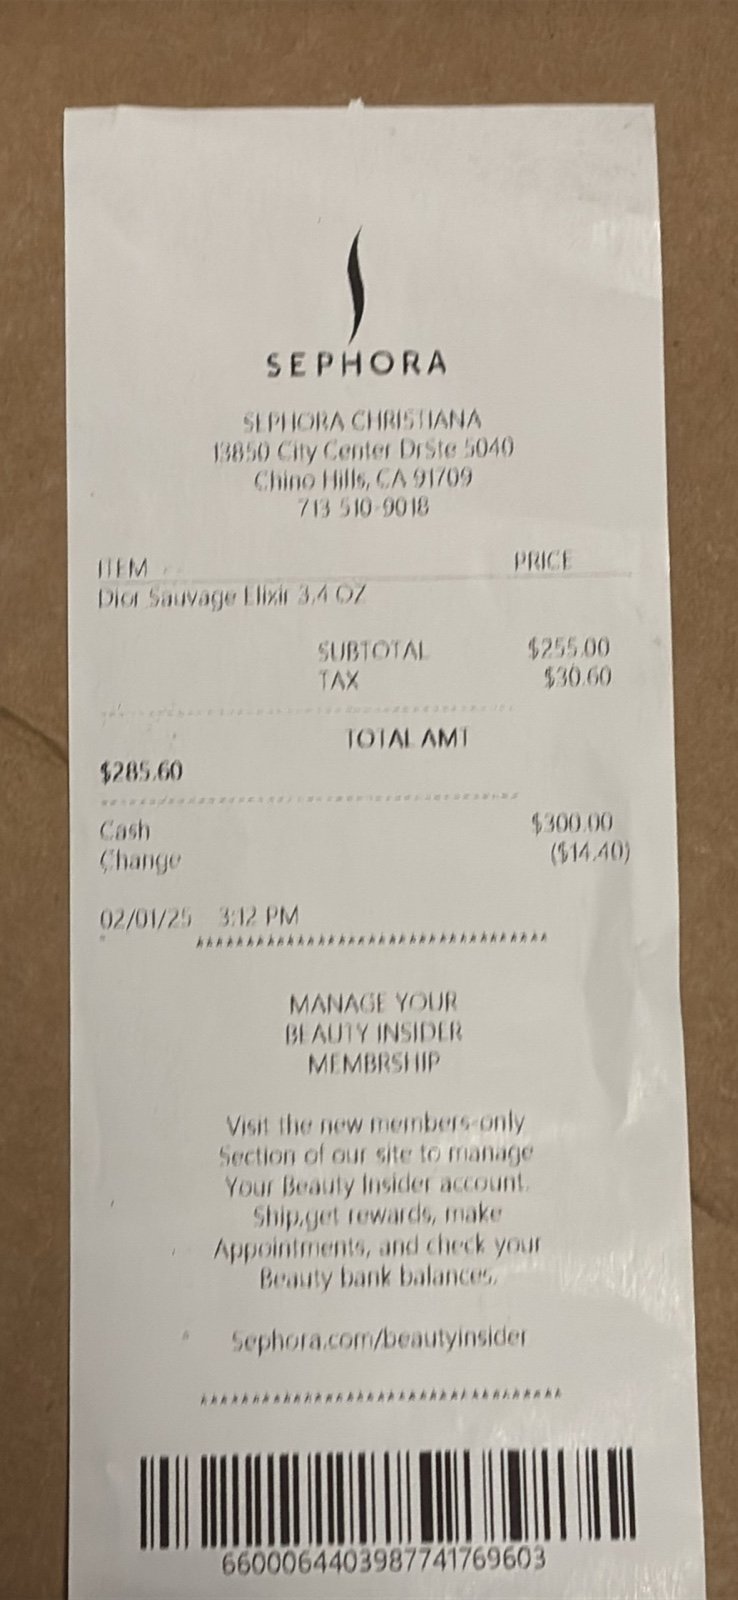 SEPHORA
SEPHORA CHRISTIANA
13850 City Center DrSte 5040
Chino Hills, CA 91709
713 510-9018
ITEM PRICE
Dior Sauvage Elixir 3.4 OZ
SUBTOTAL $255.00
TAX $30.60
TOTAL AMT
$285.60
Cash $300.00
Change ($14.40)
02/01/25 3:12 PM
***********************************
MANAGE YOUR
BEAUTY INSIDER
MEMBRSHIP
Visit the new members-only
Section of our site to manage
Your Beauty Insider account.
Ship,get rewards, make
Appointments, and check your
Beauty bank balances.
Sephora.com/beautyinsider
************************************
6600064403987741769603